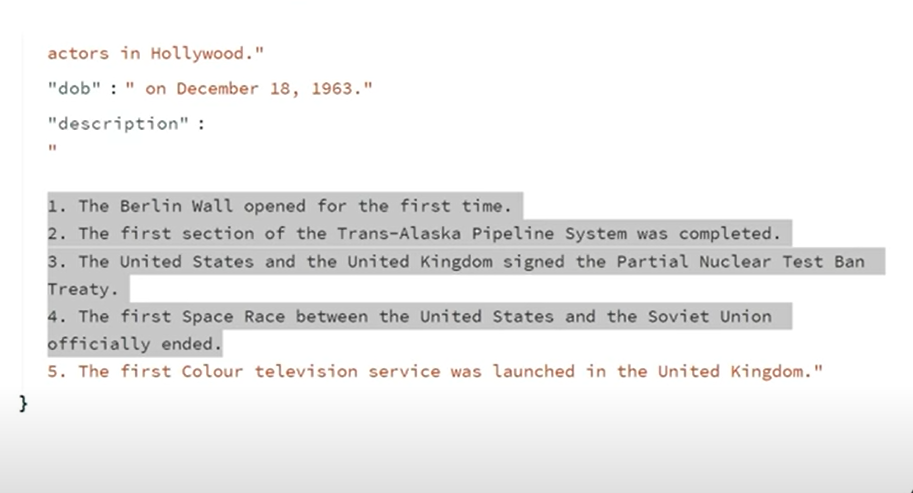 actors in Hollywood."
"dob" : " on December 18, 1963."
"description" :
"
1. The Berlin Wall opened for the first time.
2. The first section of the Trans-Alaska Pipeline System was completed.
3. The United States and the United Kingdom signed the Partial Nuclear Test Ban
Treaty.
4. The first Space Race between the United States and the Soviet Union
officially ended.
5. The first Colour television service was launched in the United Kingdom."
}